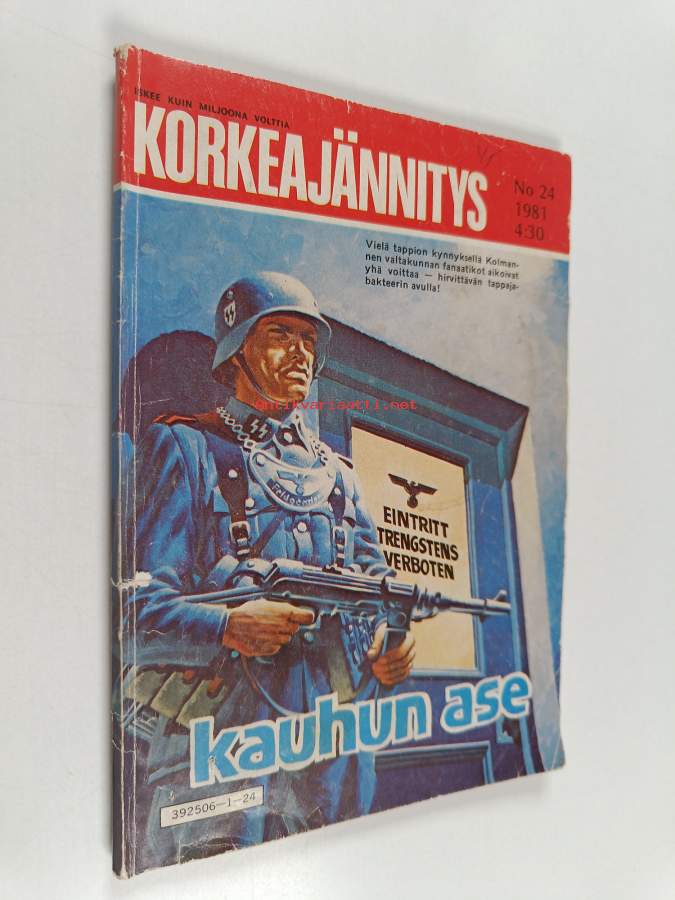 ISKEE KUIN MILJOONA VOLTTIA
KORKEAJÄNNITYS
No 24
1981
4:30
Vielä tappion kynnyksellä Kolman-
nen valtakunnan fanaatikot aikoivat
yhä voittaa — hirvittävän tappaja-
bakteerin avulla!
antikvariaatti.net
EINTRITT
TRENGSTENS
VERBOTEN
kauhun ase
392506—1—24